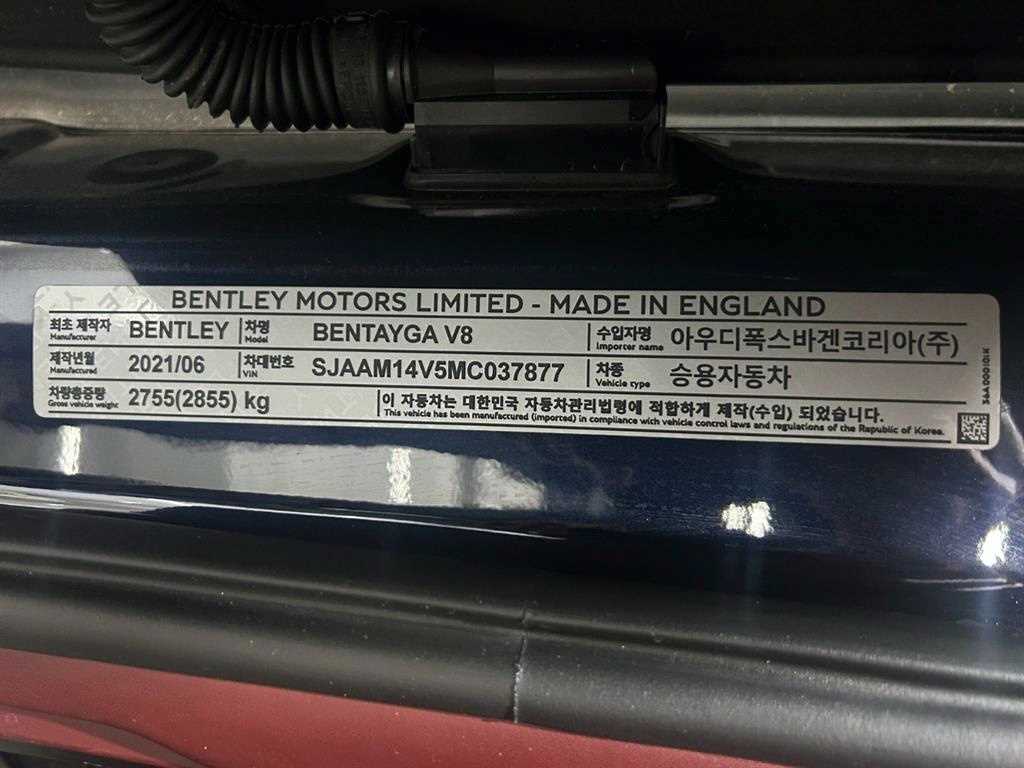 BENTLEY MOTORS LIMITED - MADE IN ENGLAND
최초 제작자 BENTLEY 차명 BENTAYGA V8 수입자명 아우디폭스바겐코리아(주)
Manufacturer Model Importer name
제작년월 2021/06 차대번호 SJAAM14V5MC037877 차종 승용자동차
Manufactured VIN Vehicle type
차량총중량 2755(2855) kg 이 자동차는 대한민국 자동차관리법령에 적합하게 제작(수입) 되었습니다.
Gross vehicle weight This vehicle has been manufactured (imported) in compliance with vehicle control laws and regulations of the Republic of Korea.
36A000101K